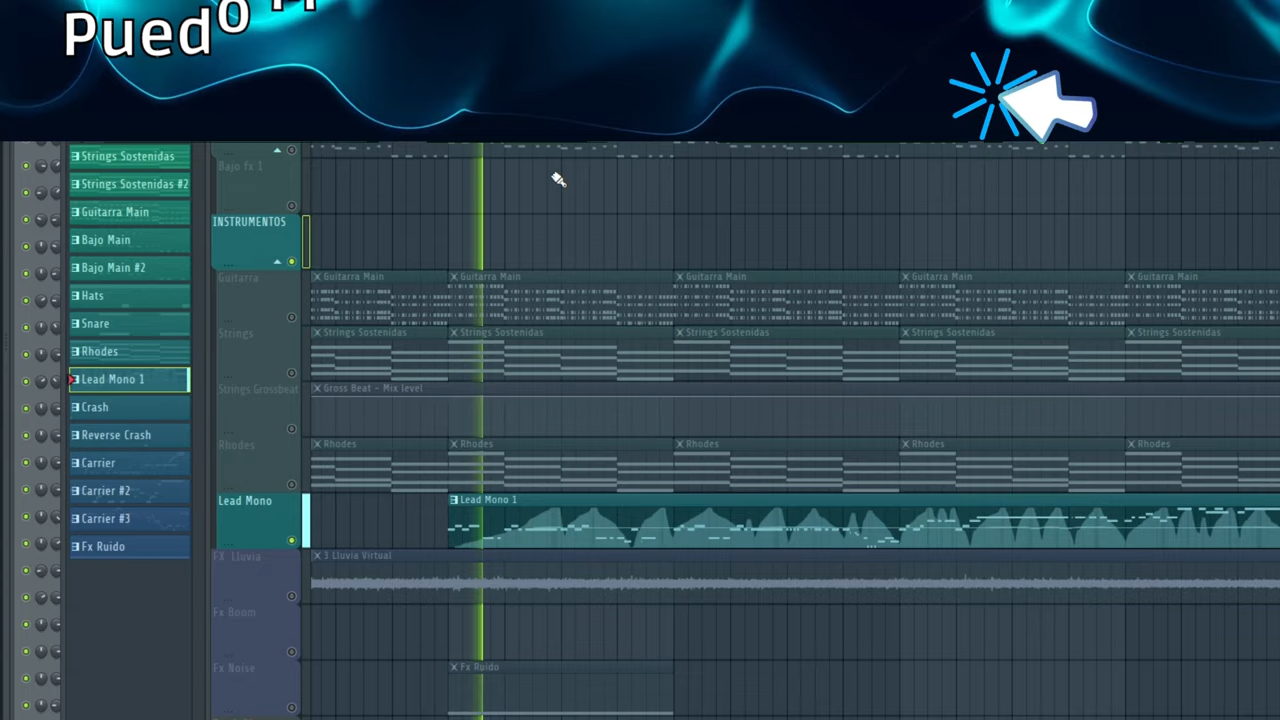 Puedo
Strings Sostenidas
Strings Sostenidas #2
Guitarra Main
Bajo Main
Bajo Main #2
Hats
Snare
Rhodes
Lead Mono 1
Crash
Reverse Crash
Carrier
Carrier #2
Carrier #3
Fx Ruido
Bajo fx 1
INSTRUMENTOS
Guitarra
Guitarra Main
Guitarra Main
Guitarra Main
Guitarra Main
Guitarra Main
Strings
Strings Sostenidas
Strings Sostenidas
Strings Sostenidas
Strings Sostenidas
Strings Sostenidas
Strings Grossbeat
Gross Beat - Mix level
Rhodes
Rhodes
Rhodes
Rhodes
Rhodes
Rhodes
Lead Mono
Lead Mono 1
FX Lluvia
3 Lluvia Virtual
Fx Boom
Fx Noise
Fx Ruido